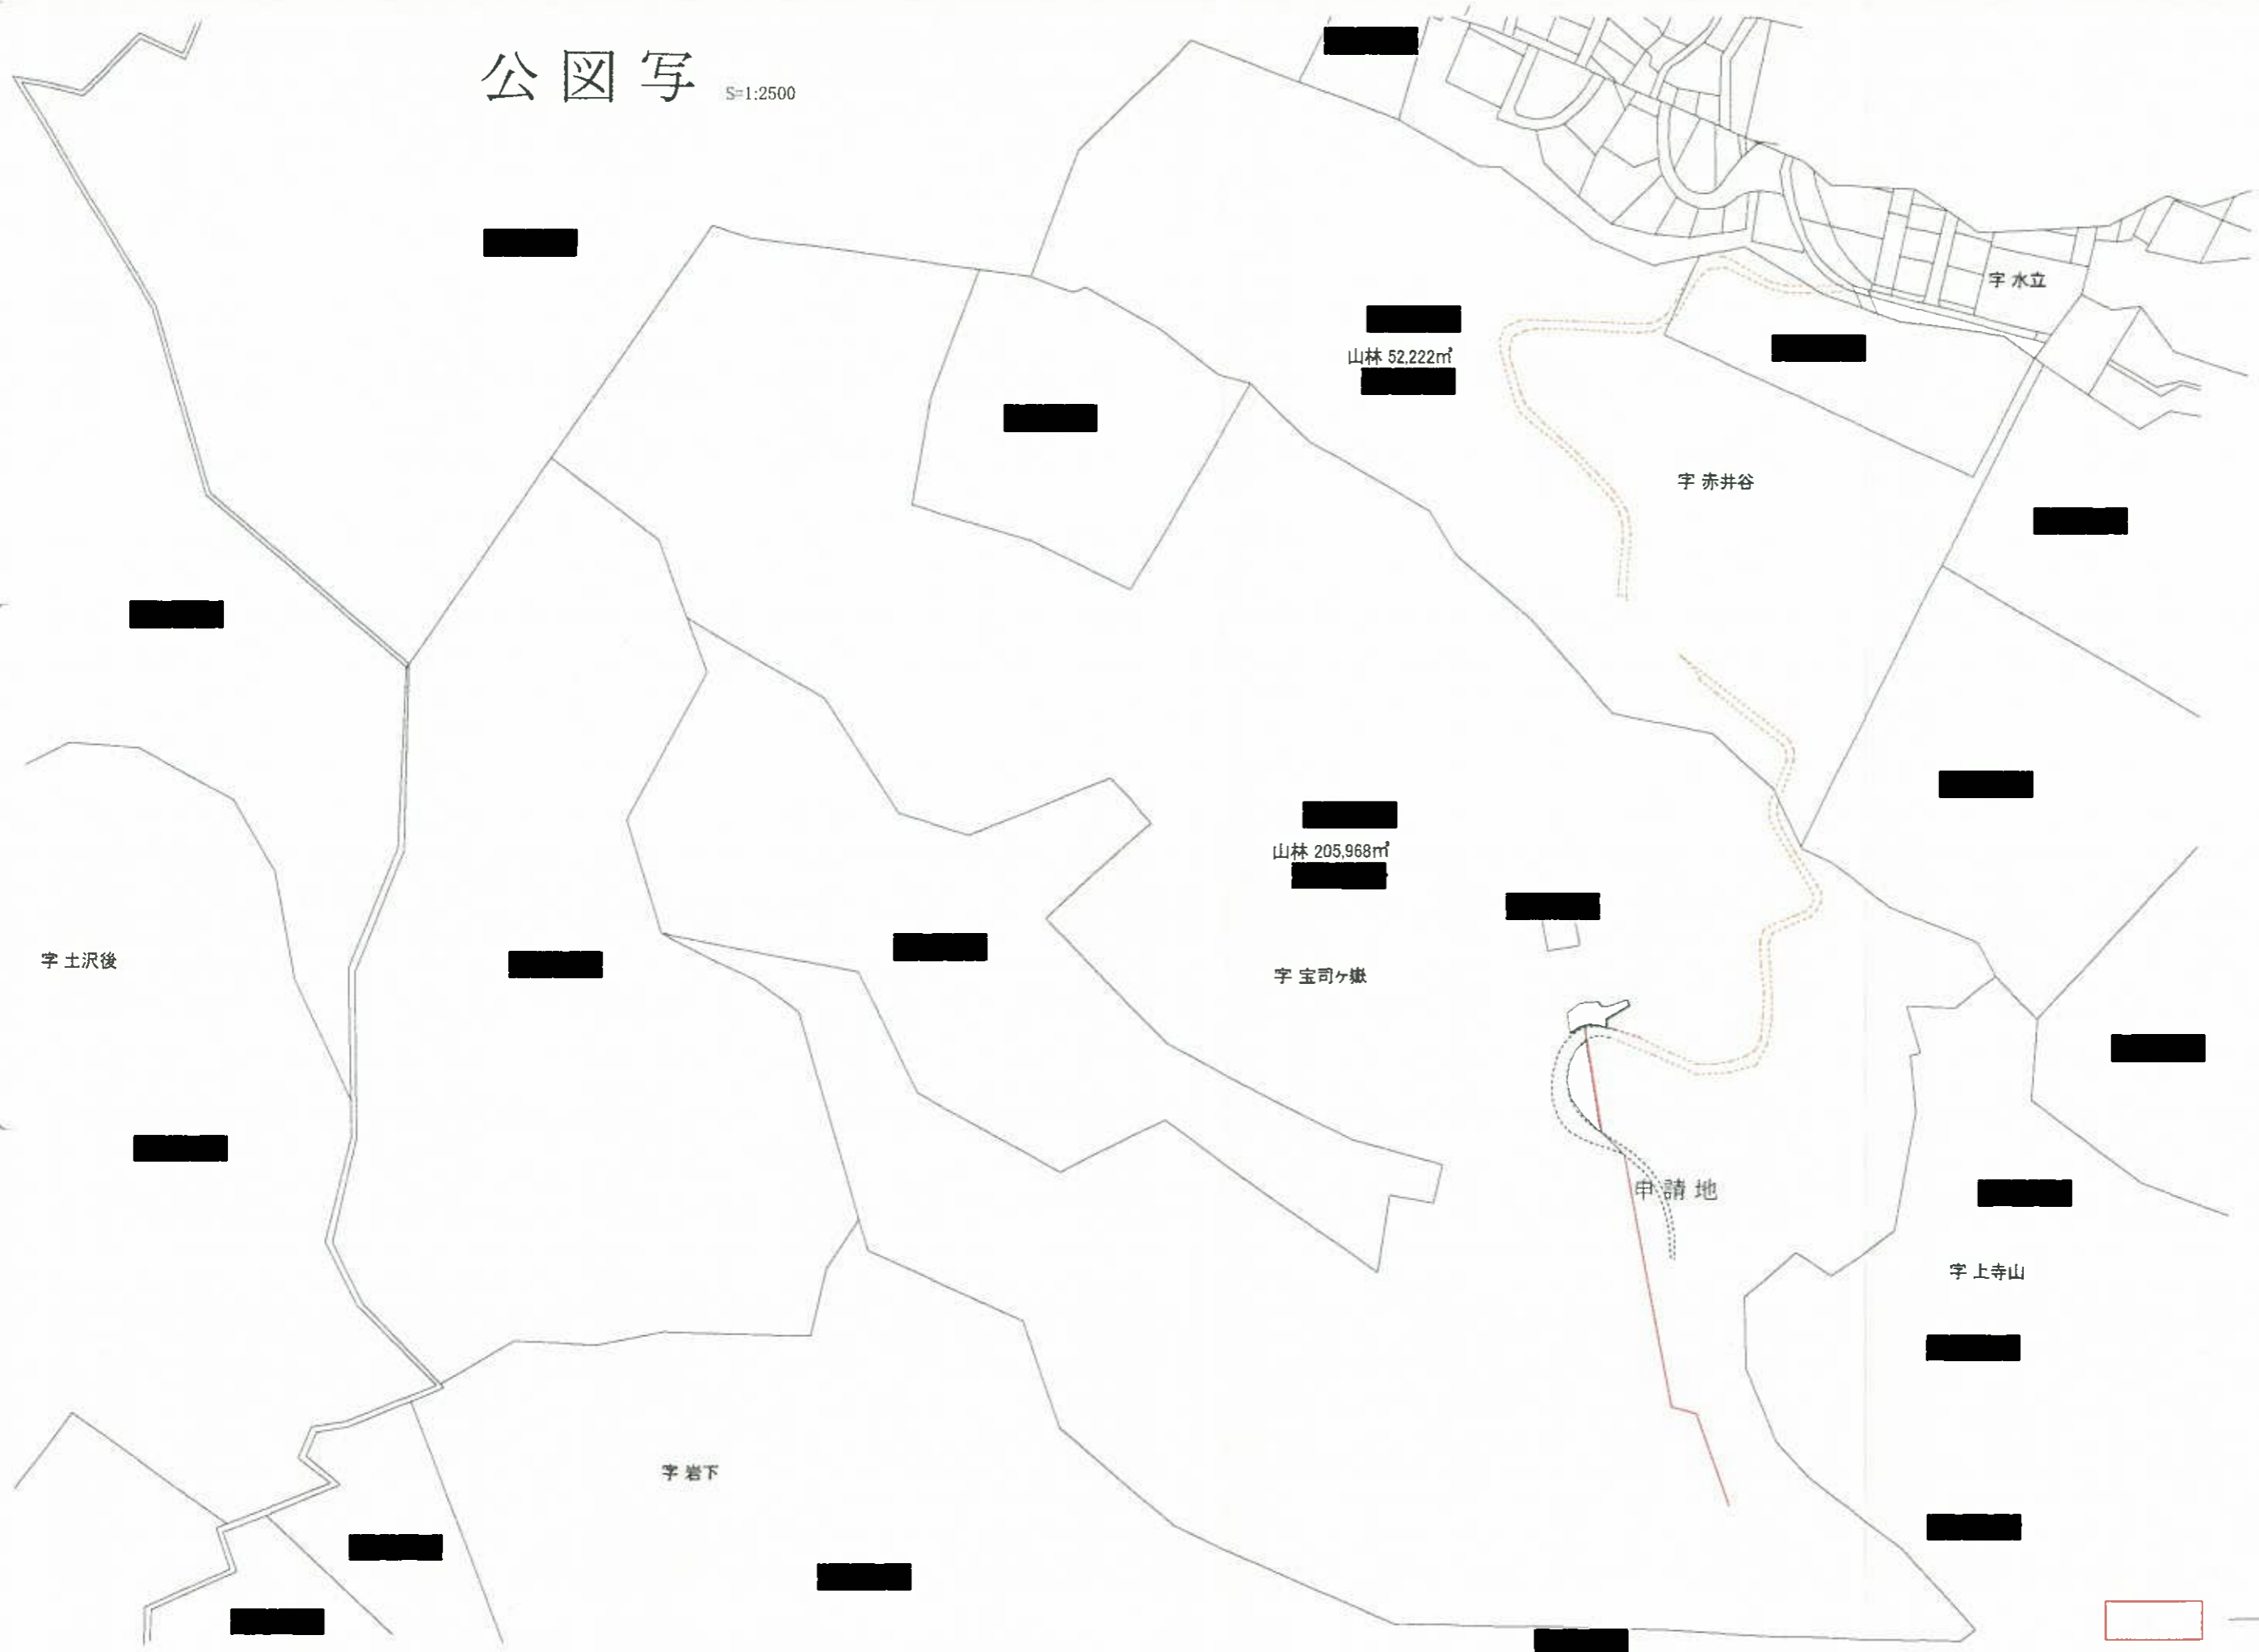 公図写 S=1:2500
字 水立
山林 52,222㎡
字 赤井谷
山林 205,968㎡
字 土沢後
字 宝司ヶ嶽
申請地
字 上寺山
字 岩下